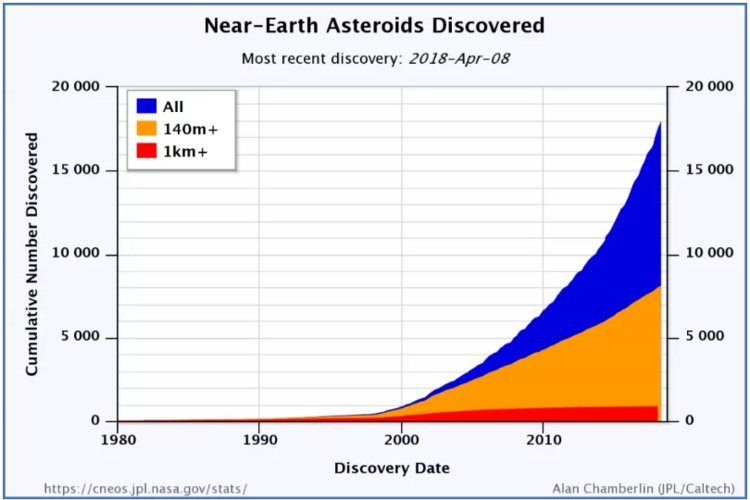 Near-Earth Asteroids Discovered
Most recent discovery: 2018-Apr-08
20 000
20 000
All
140m+
1km+
15 000
15 000
10 000
10 000
5 000
5 000
0
0
Cumulative Number Discovered
1980
1990
2000
2010
Discovery Date
https://cneos.jpl.nasa.gov/stats/
Alan Chamberlin (JPL/Caltech)